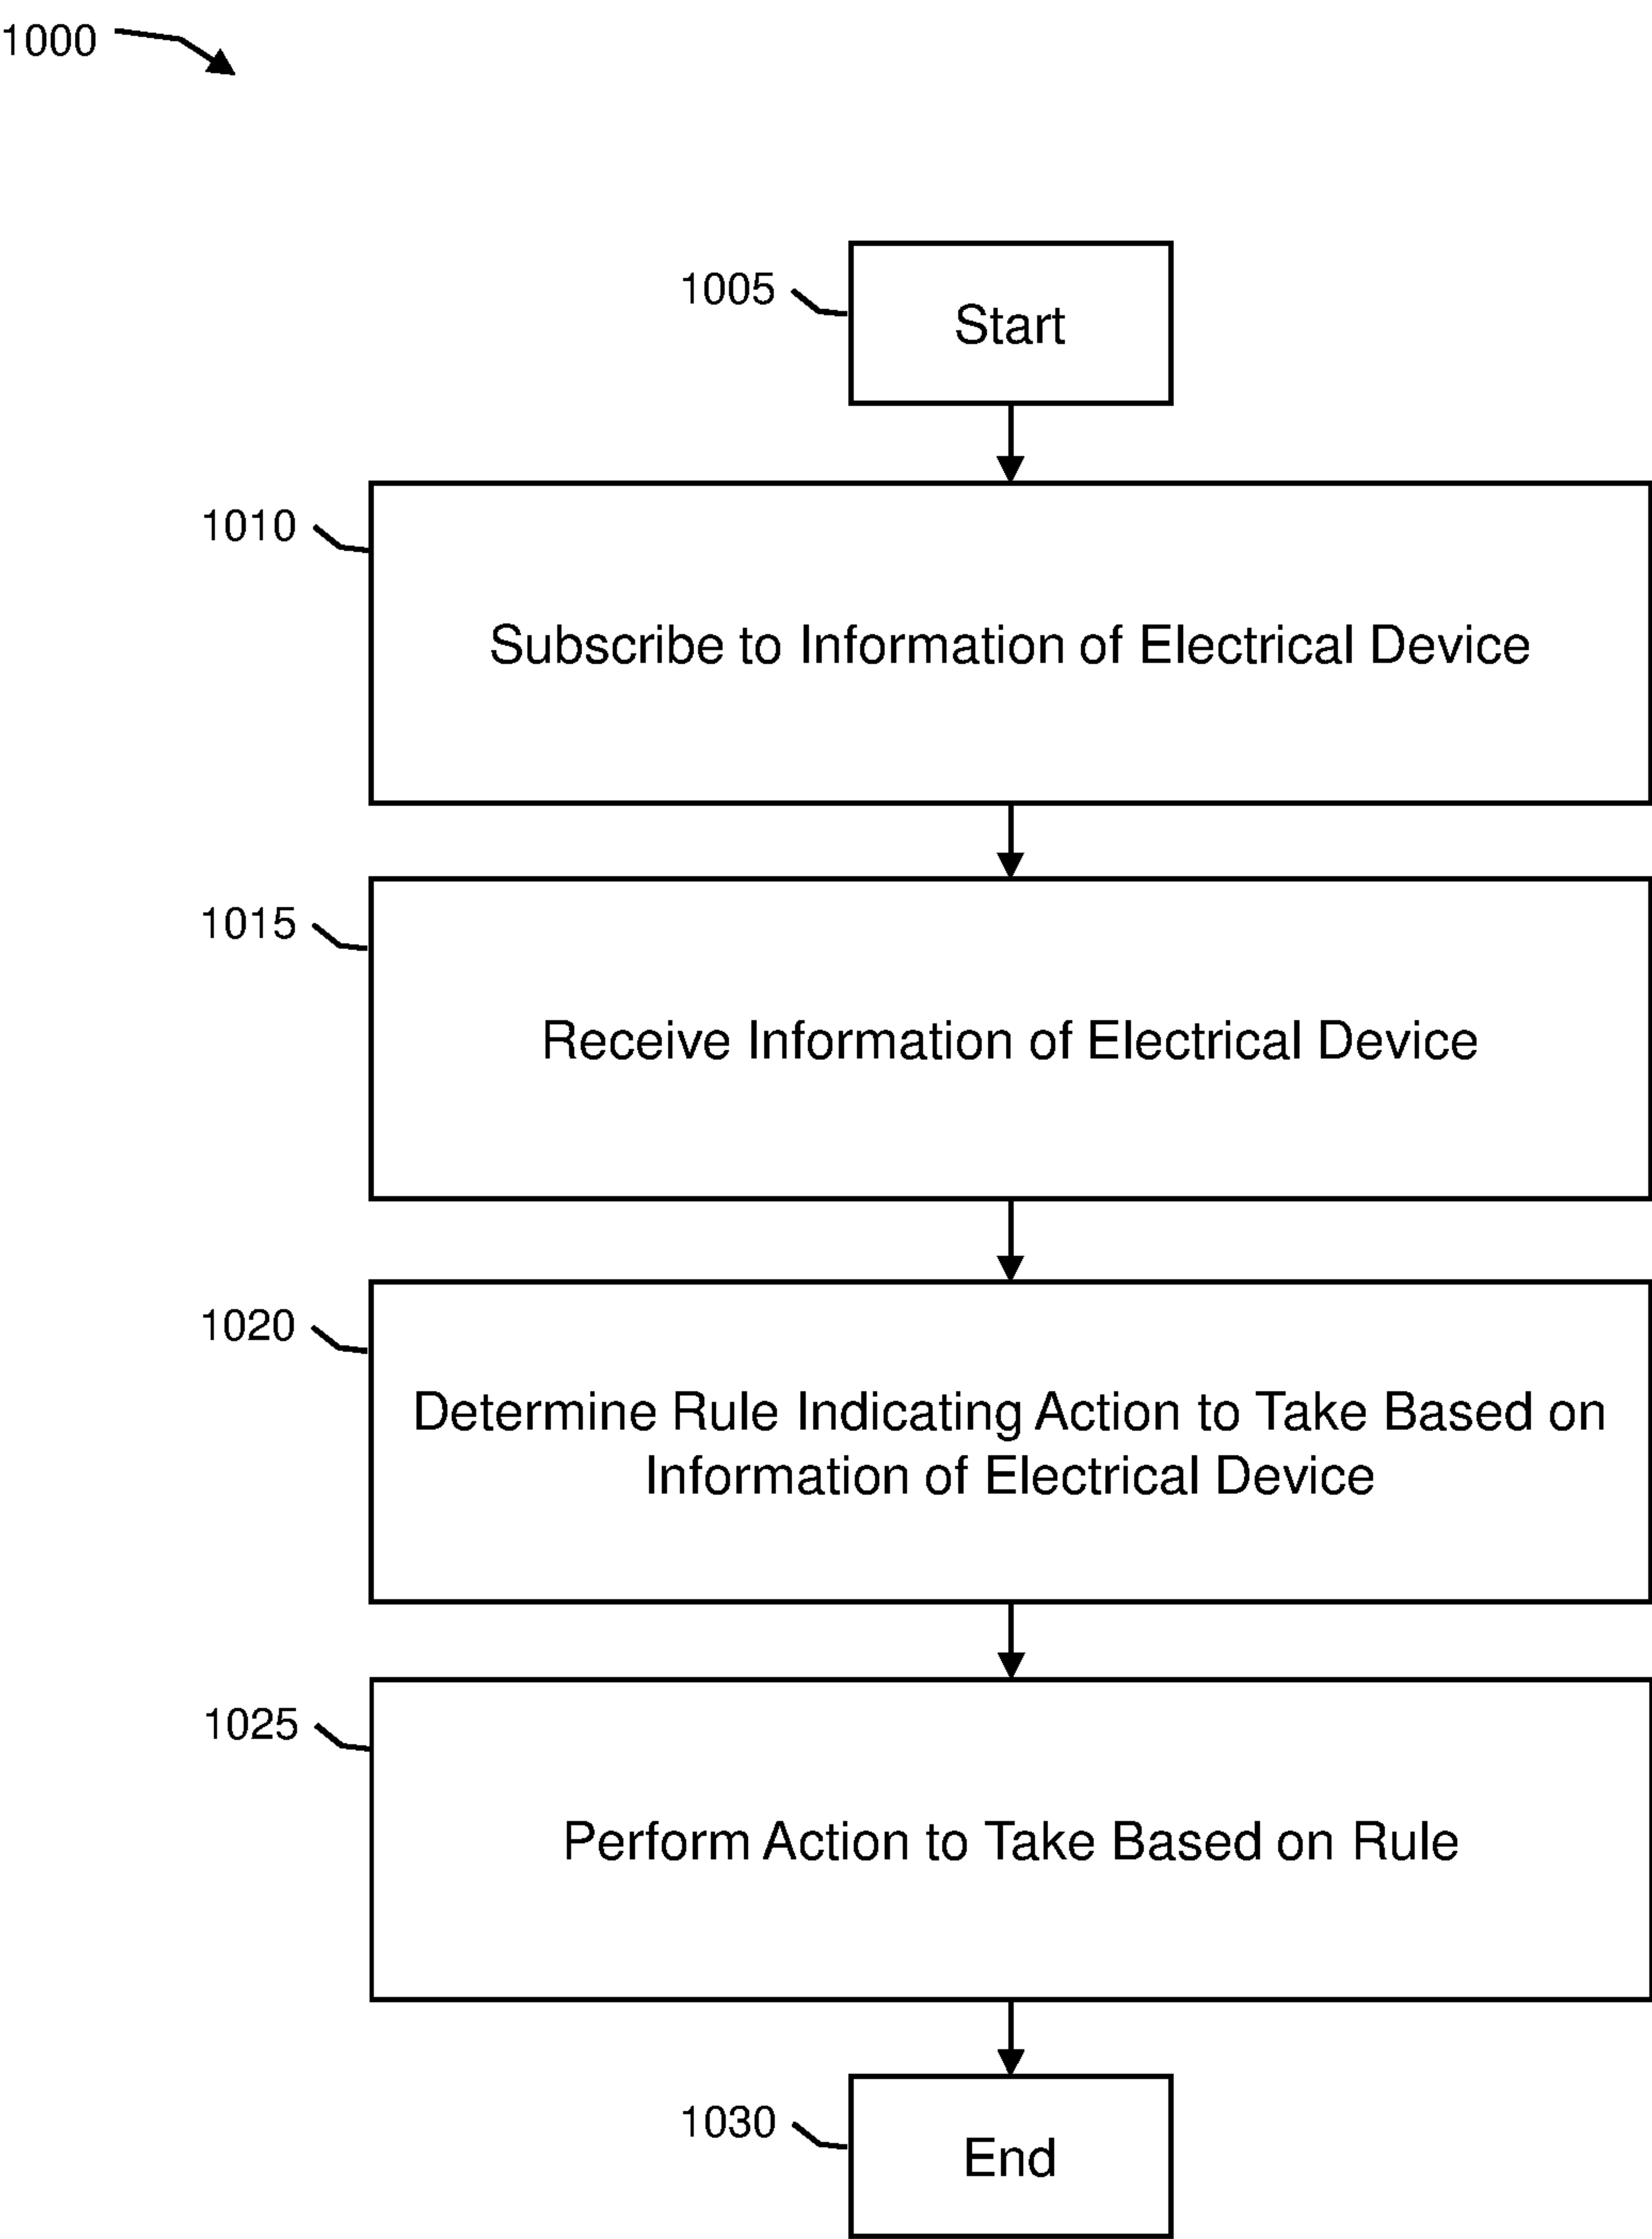 1000
1005
Start
1010
Subscribe to Information of Electrical Device
1015
Receive Information of Electrical Device
1020
Determine Rule Indicating Action to Take Based on
Information of Electrical Device
1025
Perform Action to Take Based on Rule
1030
End